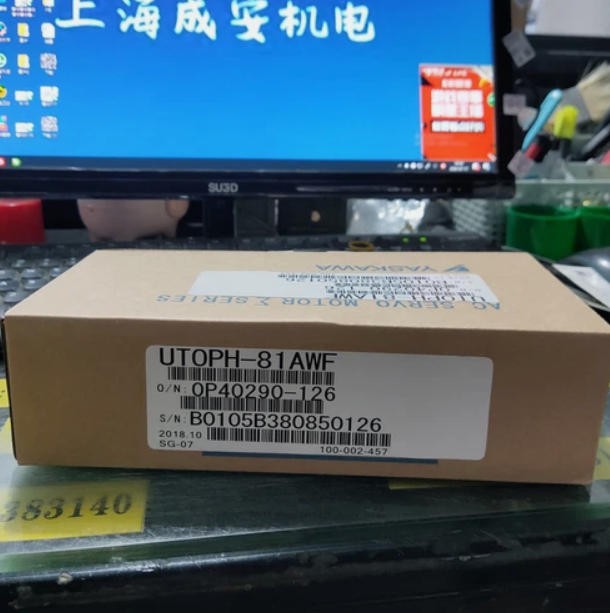 上海成安机电
SU3D
YASKAWA
AC SERVO MOTOR Σ SERIES
UTOPH-81AWF
UTOPH-81AWF
O/N: 0P40290-126
S/N: B0105B380850126
2018.10
SG-07
100-002-457
383140